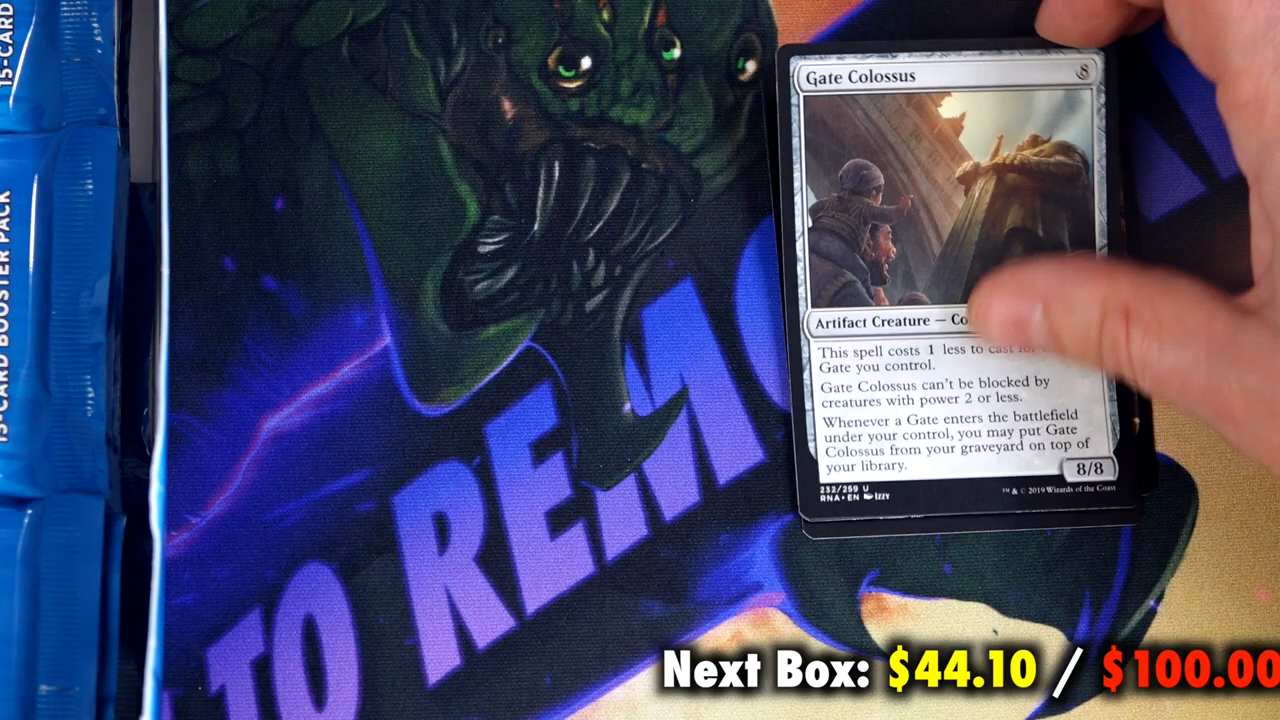 15-CARD
15-CARD BOOSTER PACK
TO REMO
Gate Colossus 8
Artifact Creature — Co
This spell costs 1 less to cast for
Gate you control.
Gate Colossus can't be blocked by
creatures with power 2 or less.
Whenever a Gate enters the battlefield
under your control, you may put Gate
Colossus from your graveyard on top of
your library.
8/8
232/259 U
RNA • EN Izzy
™ & © 2019 Wizards of the Coast
Next Box: $44.10 / $100.00